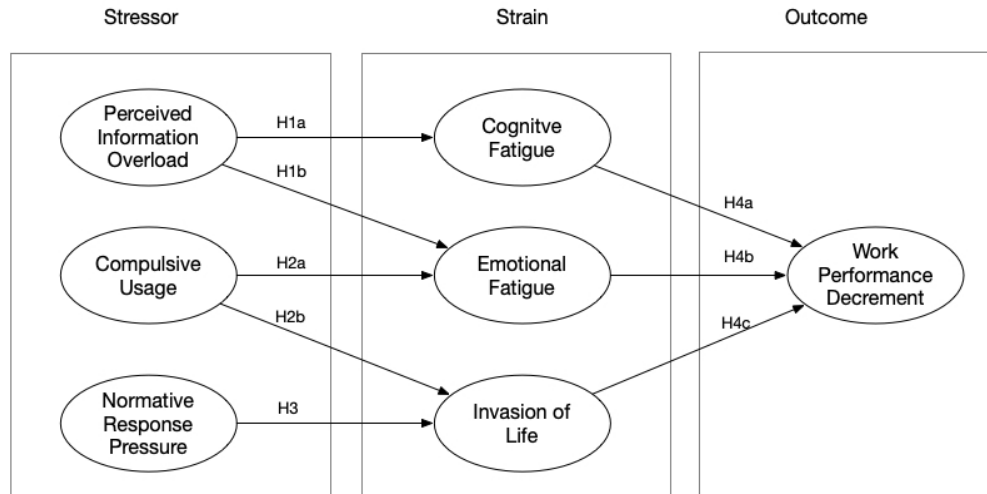 Stressor
Strain
Outcome
Perceived
Information
Overload
H1a
Cognitve
Fatigue
H1b
H4a
Compulsive
Usage
H2a
Emotional
Fatigue
H4b
Work
Performance
Decrement
H2b
H4c
Normative
Response
Pressure
H3
Invasion of
Life